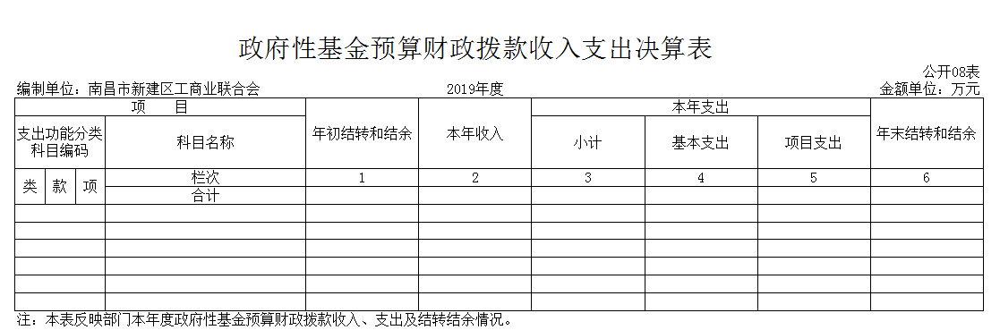 政府性基金预算财政拨款收入支出决算表
公开08表
编制单位：南昌市新建区工商业联合会 2019年度 金额单位：万元
项 目 年初结转和结余 本年收入 本年支出 年末结转和结余
支出功能分类
科目编码
科目名称 小计 基本支出 项目支出
类 款 项 栏次 1 2 3 4 5 6
合计
注：本表反映部门本年度政府性基金预算财政拨款收入、支出及结转结余情况。